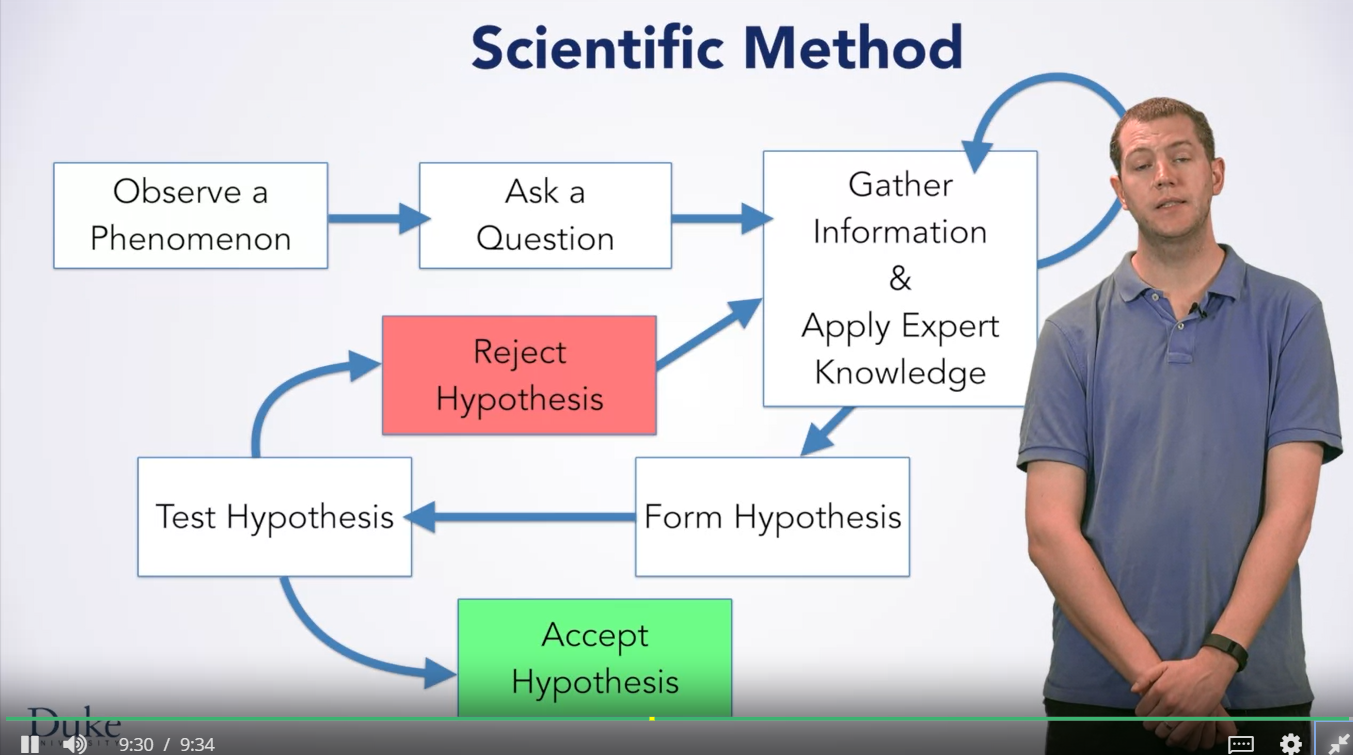 Scientific Method
Observe a
Phenomenon
Ask a
Question
Gather
Information
&
Apply Expert
Knowledge
Reject
Hypothesis
Test Hypothesis
Form Hypothesis
Accept
Hypothesis
Duke
UNIVERSITY
9:30 / 9:34